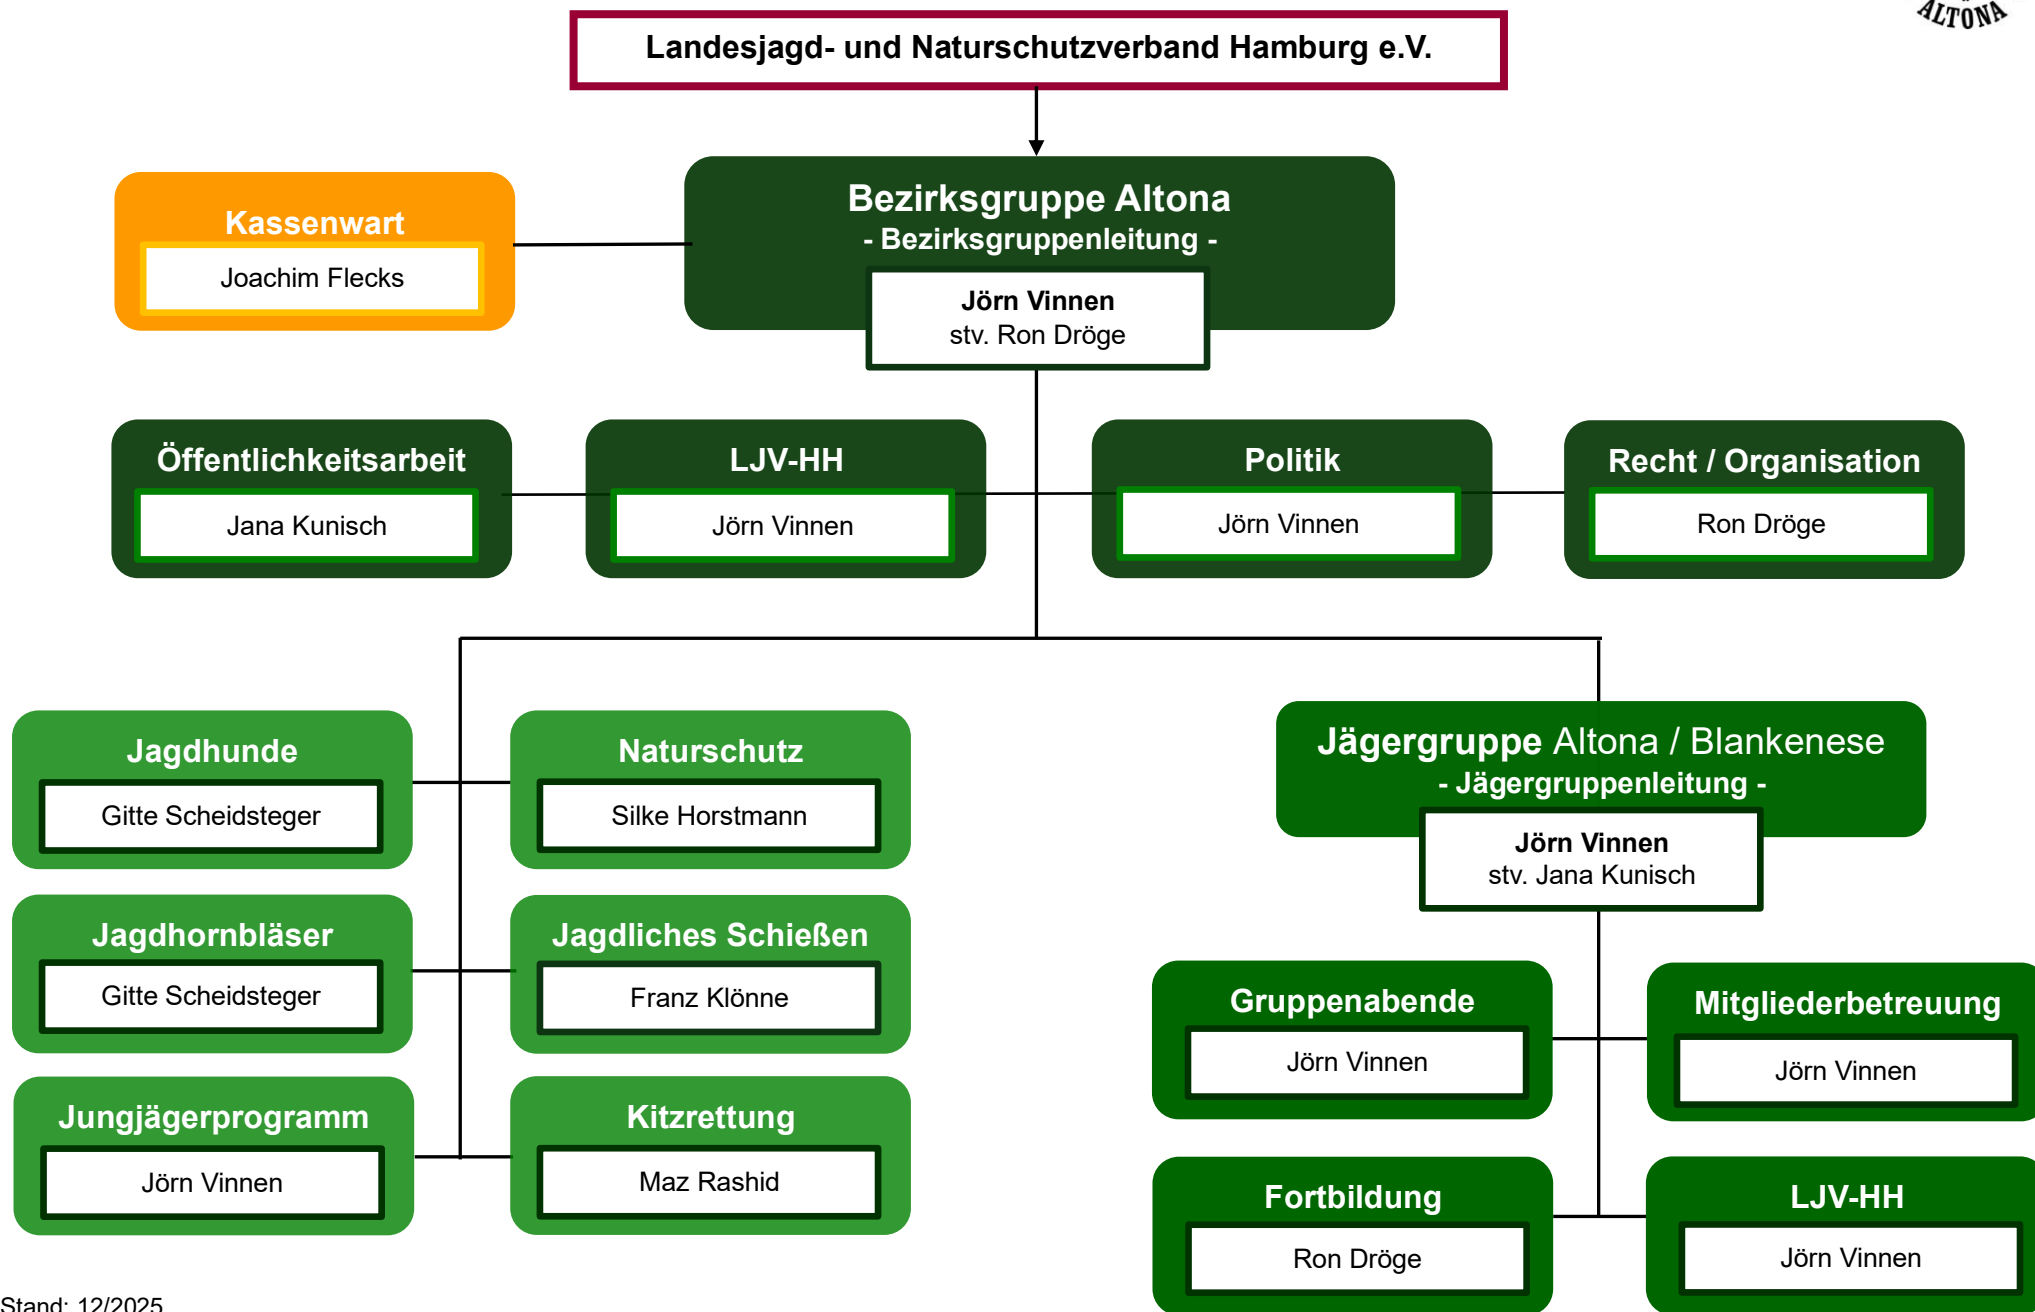 ALTONA
Landesjagd- und Naturschutzverband Hamburg e.V.
Kassenwart
Joachim Flecks
Bezirksgruppe Altona
- Bezirksgruppenleitung -
Jörn Vinnen
stv. Ron Dröge
Öffentlichkeitsarbeit
Jana Kunisch
LJV-HH
Jörn Vinnen
Politik
Jörn Vinnen
Recht / Organisation
Ron Dröge
Jagdhunde
Gitte Scheidsteger
Naturschutz
Silke Horstmann
Jagdhornbläser
Gitte Scheidsteger
Jagdliches Schießen
Franz Klönne
Jungjägerprogramm
Jörn Vinnen
Kitzrettung
Maz Rashid
Jägergruppe Altona / Blankenese
- Jägergruppenleitung -
Jörn Vinnen
stv. Jana Kunisch
Gruppenabende
Jörn Vinnen
Mitgliederbetreuung
Jörn Vinnen
Fortbildung
Ron Dröge
LJV-HH
Jörn Vinnen
Stand: 12/2025